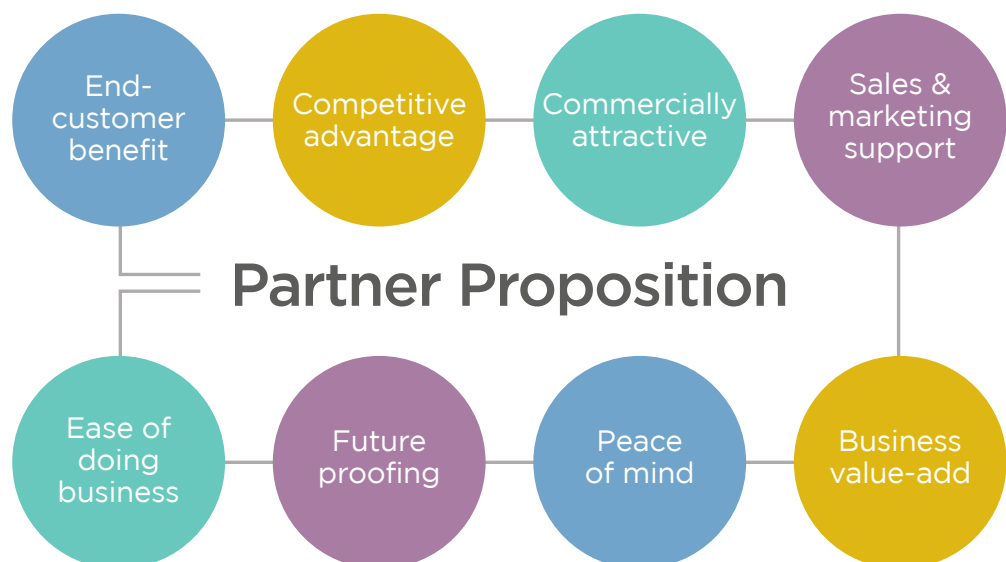 End-
customer
benefit
Competitive
advantage
Commercially
attractive
Sales &
marketing
support
Partner Proposition
Ease of
doing
business
Future
proofing
Peace
of mind
Business
value-add